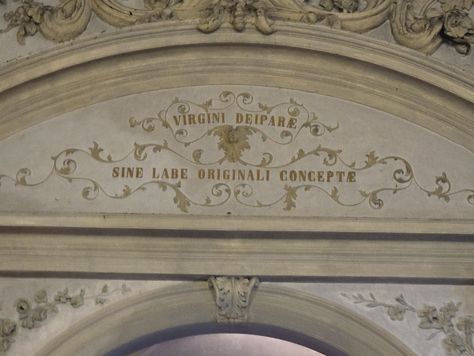 VIRGINI DEIPARÆ
SINE LABE ORIGINALI CONCEPTÆ